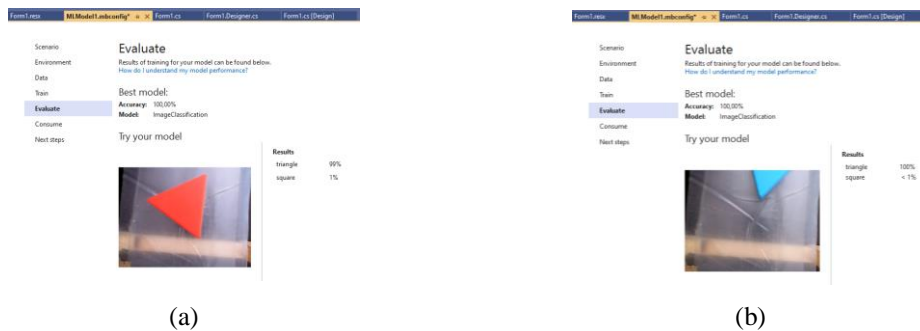 Form1.resx MLModel1.mbconfig* Form1.cs Form1.Designer.cs Form1.cs [Design]
Scenario
Environment
Data
Train
Evaluate
Consume
Next steps
Evaluate
Results of training for your model can be found below.
How do I understand my model performance?
Best model:
Accuracy: 100,00%
Model: ImageClassification
Try your model
Results
triangle 99%
square 1%
(a)
Form1.resx MLModel1.mbconfig* Form1.cs Form1.Designer.cs Form1.cs [Design]
Scenario
Environment
Data
Train
Evaluate
Consume
Next steps
Evaluate
Results of training for your model can be found below.
How do I understand my model performance?
Best model:
Accuracy: 100,00%
Model: ImageClassification
Try your model
Results
triangle 100%
square < 1%
(b)